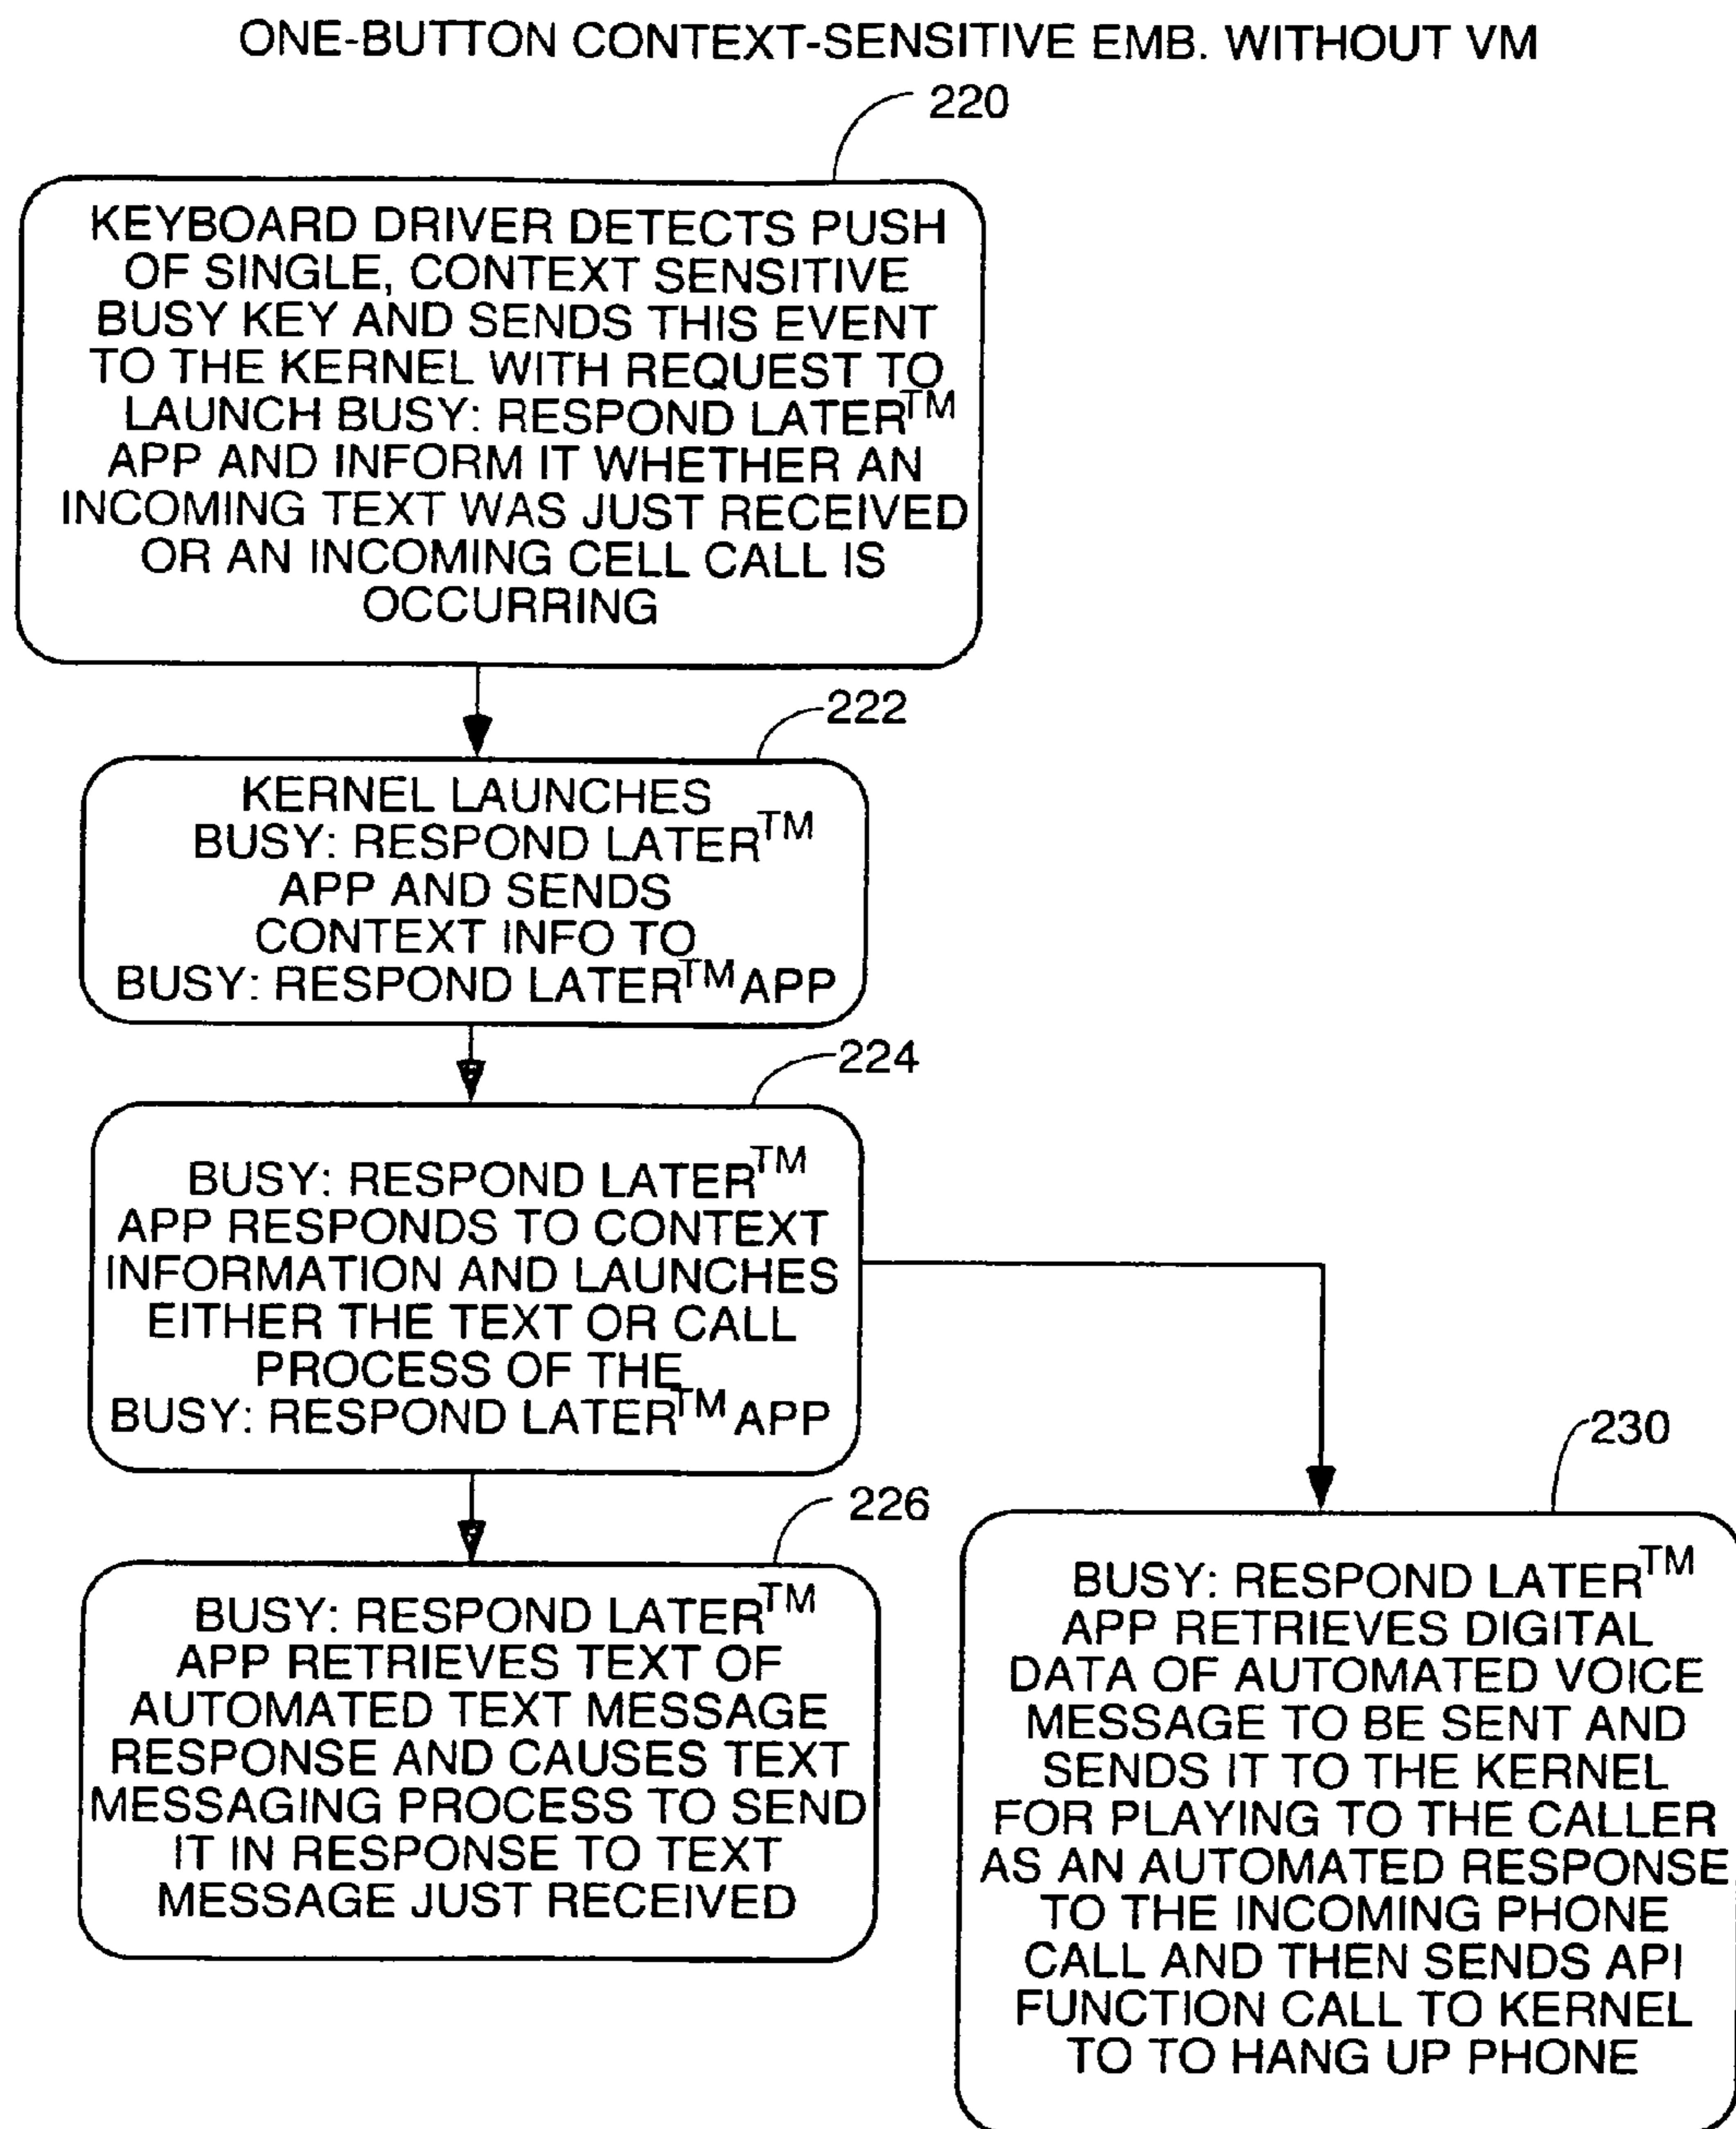 ONE-BUTTON CONTEXT-SENSITIVE EMB. WITHOUT VM
220
KEYBOARD DRIVER DETECTS PUSH
OF SINGLE, CONTEXT SENSITIVE
BUSY KEY AND SENDS THIS EVENT
TO THE KERNEL WITH REQUEST TO
LAUNCH BUSY: RESPOND LATER™
APP AND INFORM IT WHETHER AN
INCOMING TEXT WAS JUST RECEIVED
OR AN INCOMING CELL CALL IS
OCCURRING
222
KERNEL LAUNCHES
BUSY: RESPOND LATER™
APP AND SENDS
CONTEXT INFO TO
BUSY: RESPOND LATER™ APP
224
BUSY: RESPOND LATER™
APP RESPONDS TO CONTEXT
INFORMATION AND LAUNCHES
EITHER THE TEXT OR CALL
PROCESS OF THE
BUSY: RESPOND LATER™ APP
226
BUSY: RESPOND LATER™
APP RETRIEVES TEXT OF
AUTOMATED TEXT MESSAGE
RESPONSE AND CAUSES TEXT
MESSAGING PROCESS TO SEND
IT IN RESPONSE TO TEXT
MESSAGE JUST RECEIVED
230
BUSY: RESPOND LATER™
APP RETRIEVES DIGITAL
DATA OF AUTOMATED VOICE
MESSAGE TO BE SENT AND
SENDS IT TO THE KERNEL
FOR PLAYING TO THE CALLER
AS AN AUTOMATED RESPONSE
TO THE INCOMING PHONE
CALL AND THEN SENDS API
FUNCTION CALL TO KERNEL
TO TO HANG UP PHONE